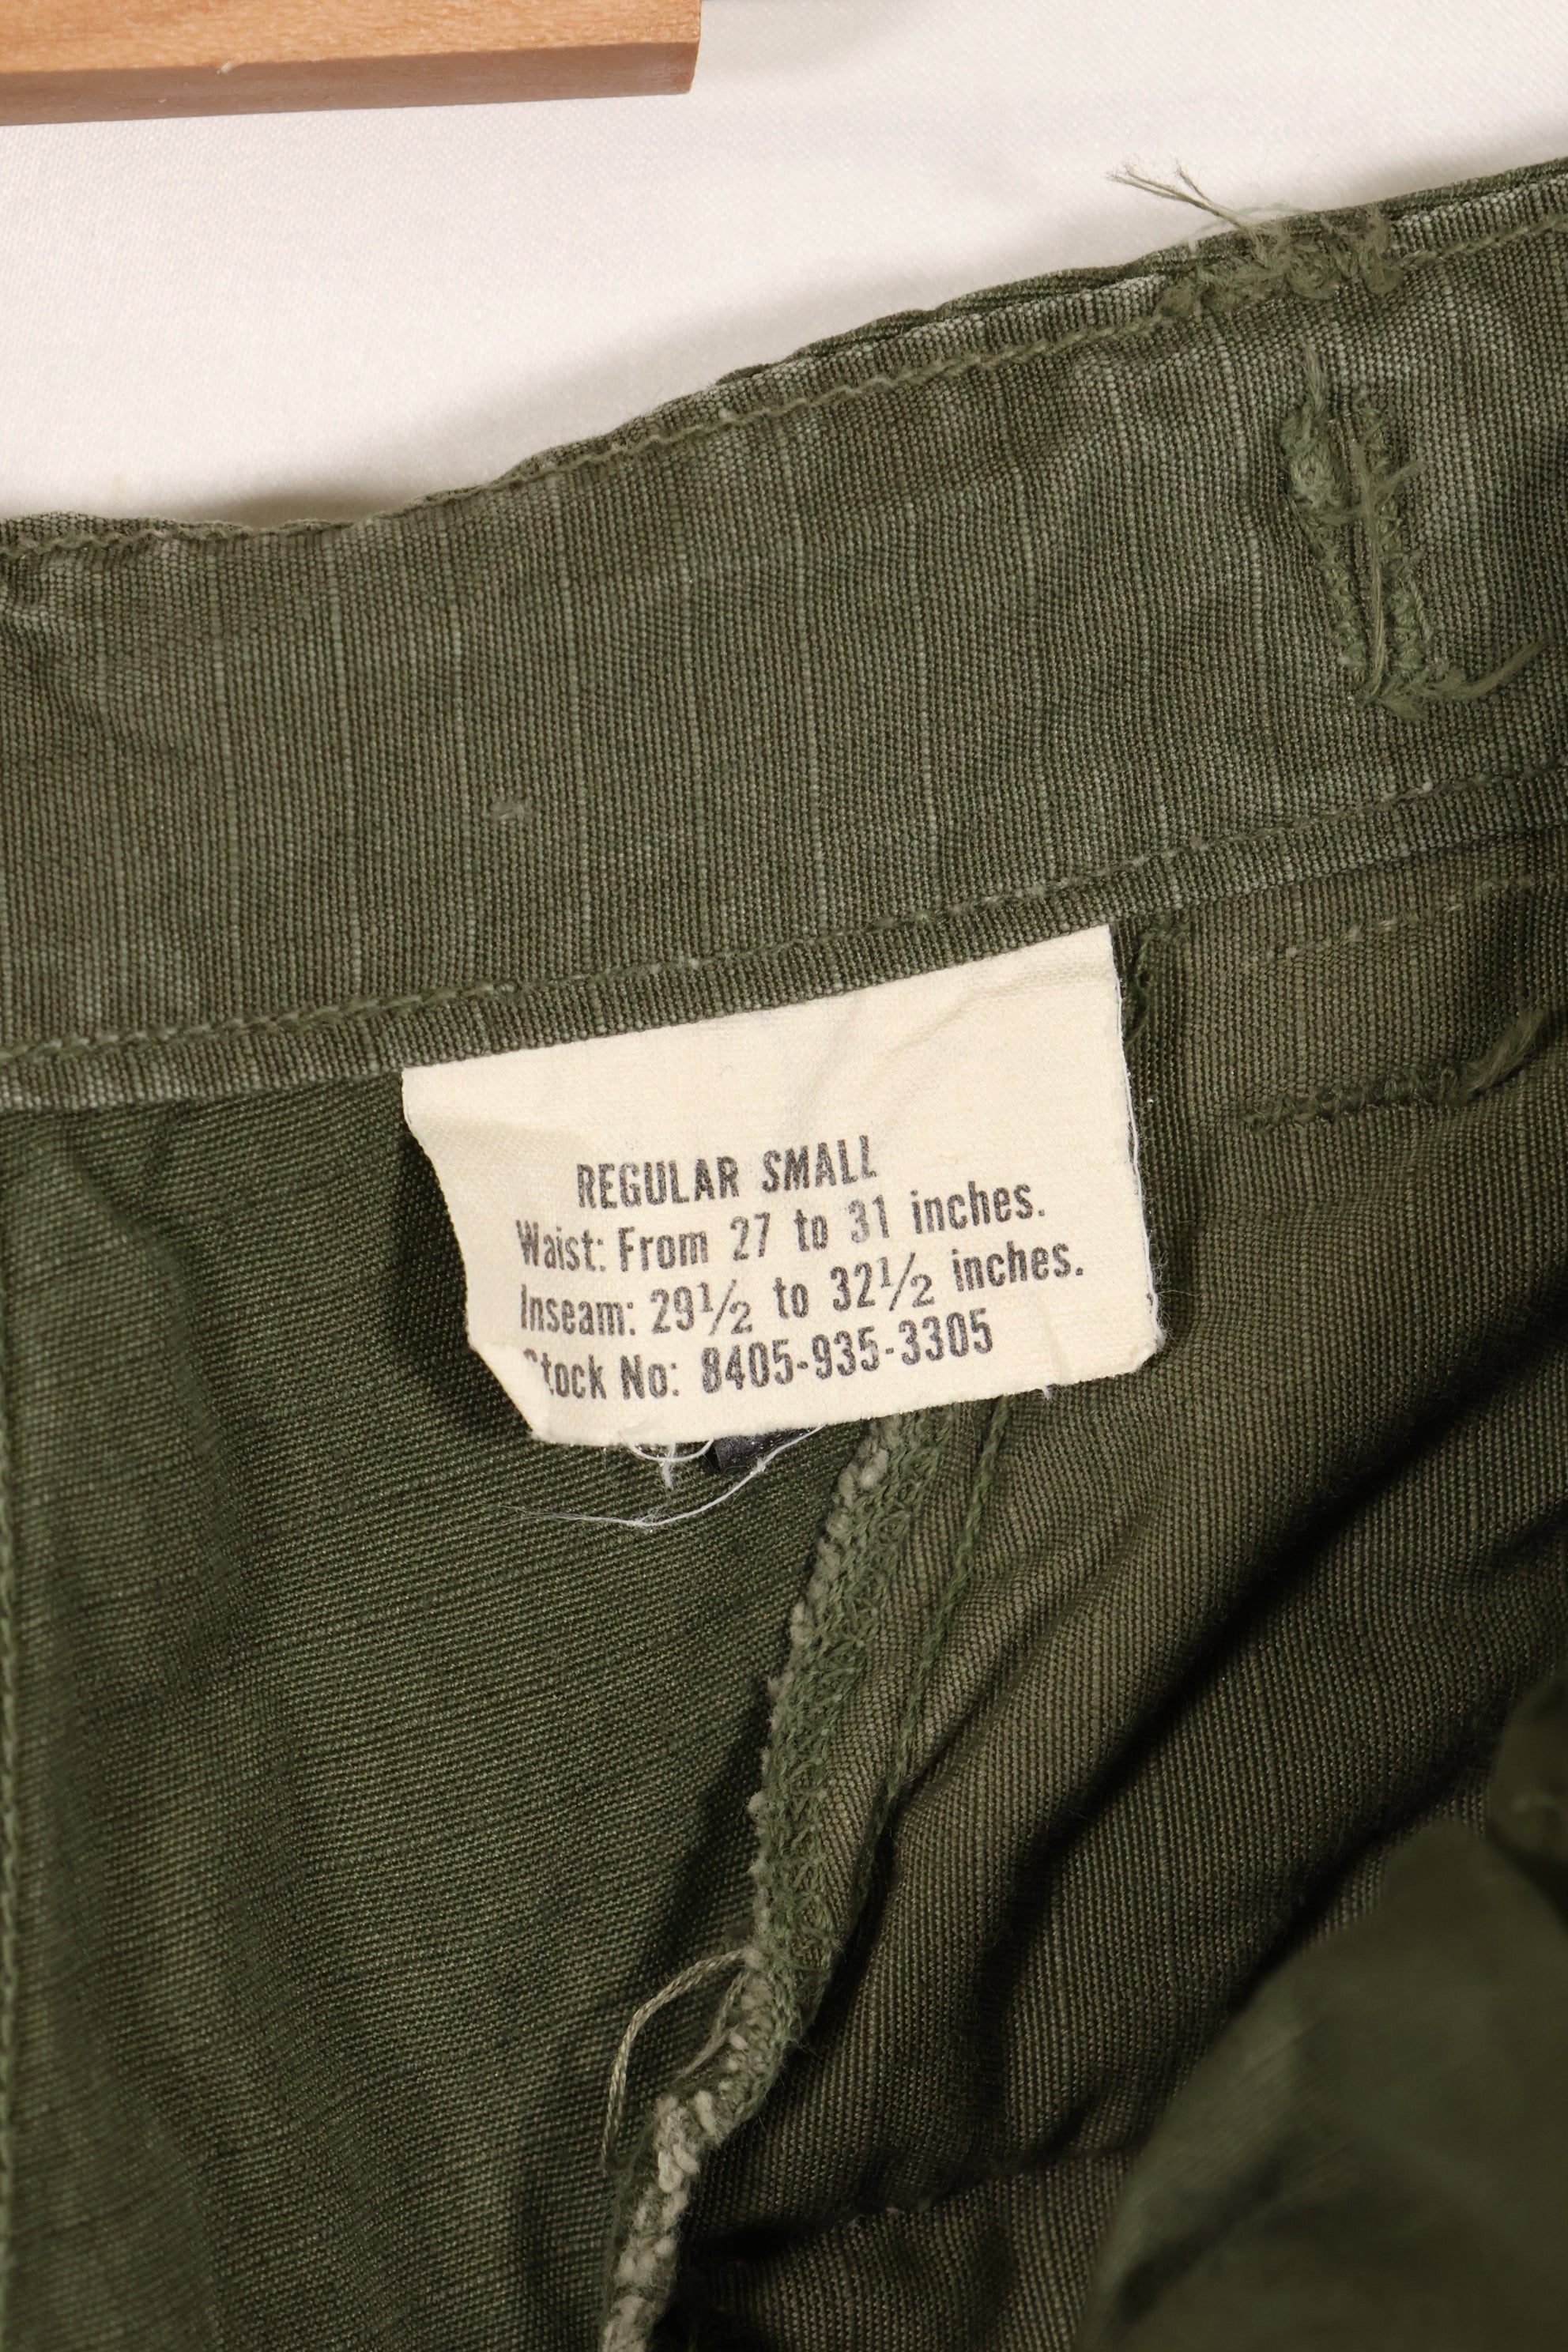 REGULAR SMALL
Waist: From 27 to 31 inches.
Inseam: 29½ to 32½ inches.
Stock No: 8405-935-3305